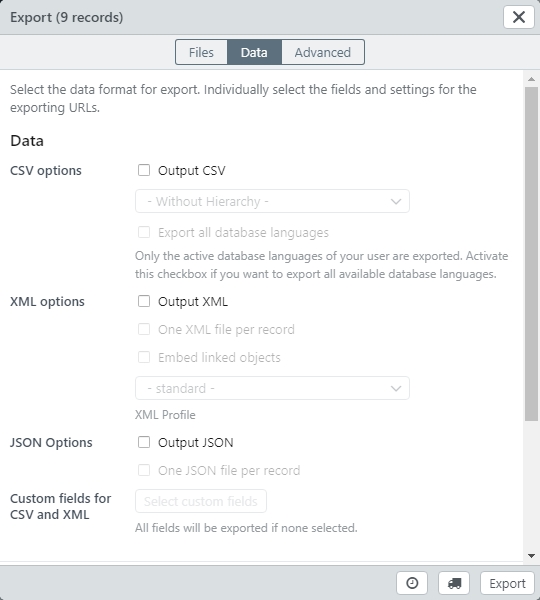 Export (9 records)
Files
Data
Advanced
Select the data format for export. Individually select the fields and settings for the
exporting URLs.
Data
CSV options
Output CSV
- Without Hierarchy -
Export all database languages
Only the active database languages of your user are exported. Activate
this checkbox if you want to export all available database languages.
XML options
Output XML
One XML file per record
Embed linked objects
- standard -
XML Profile
JSON Options
Output JSON
One JSON file per record
Custom fields for
CSV and XML
Select custom fields
All fields will be exported if none selected.
Export